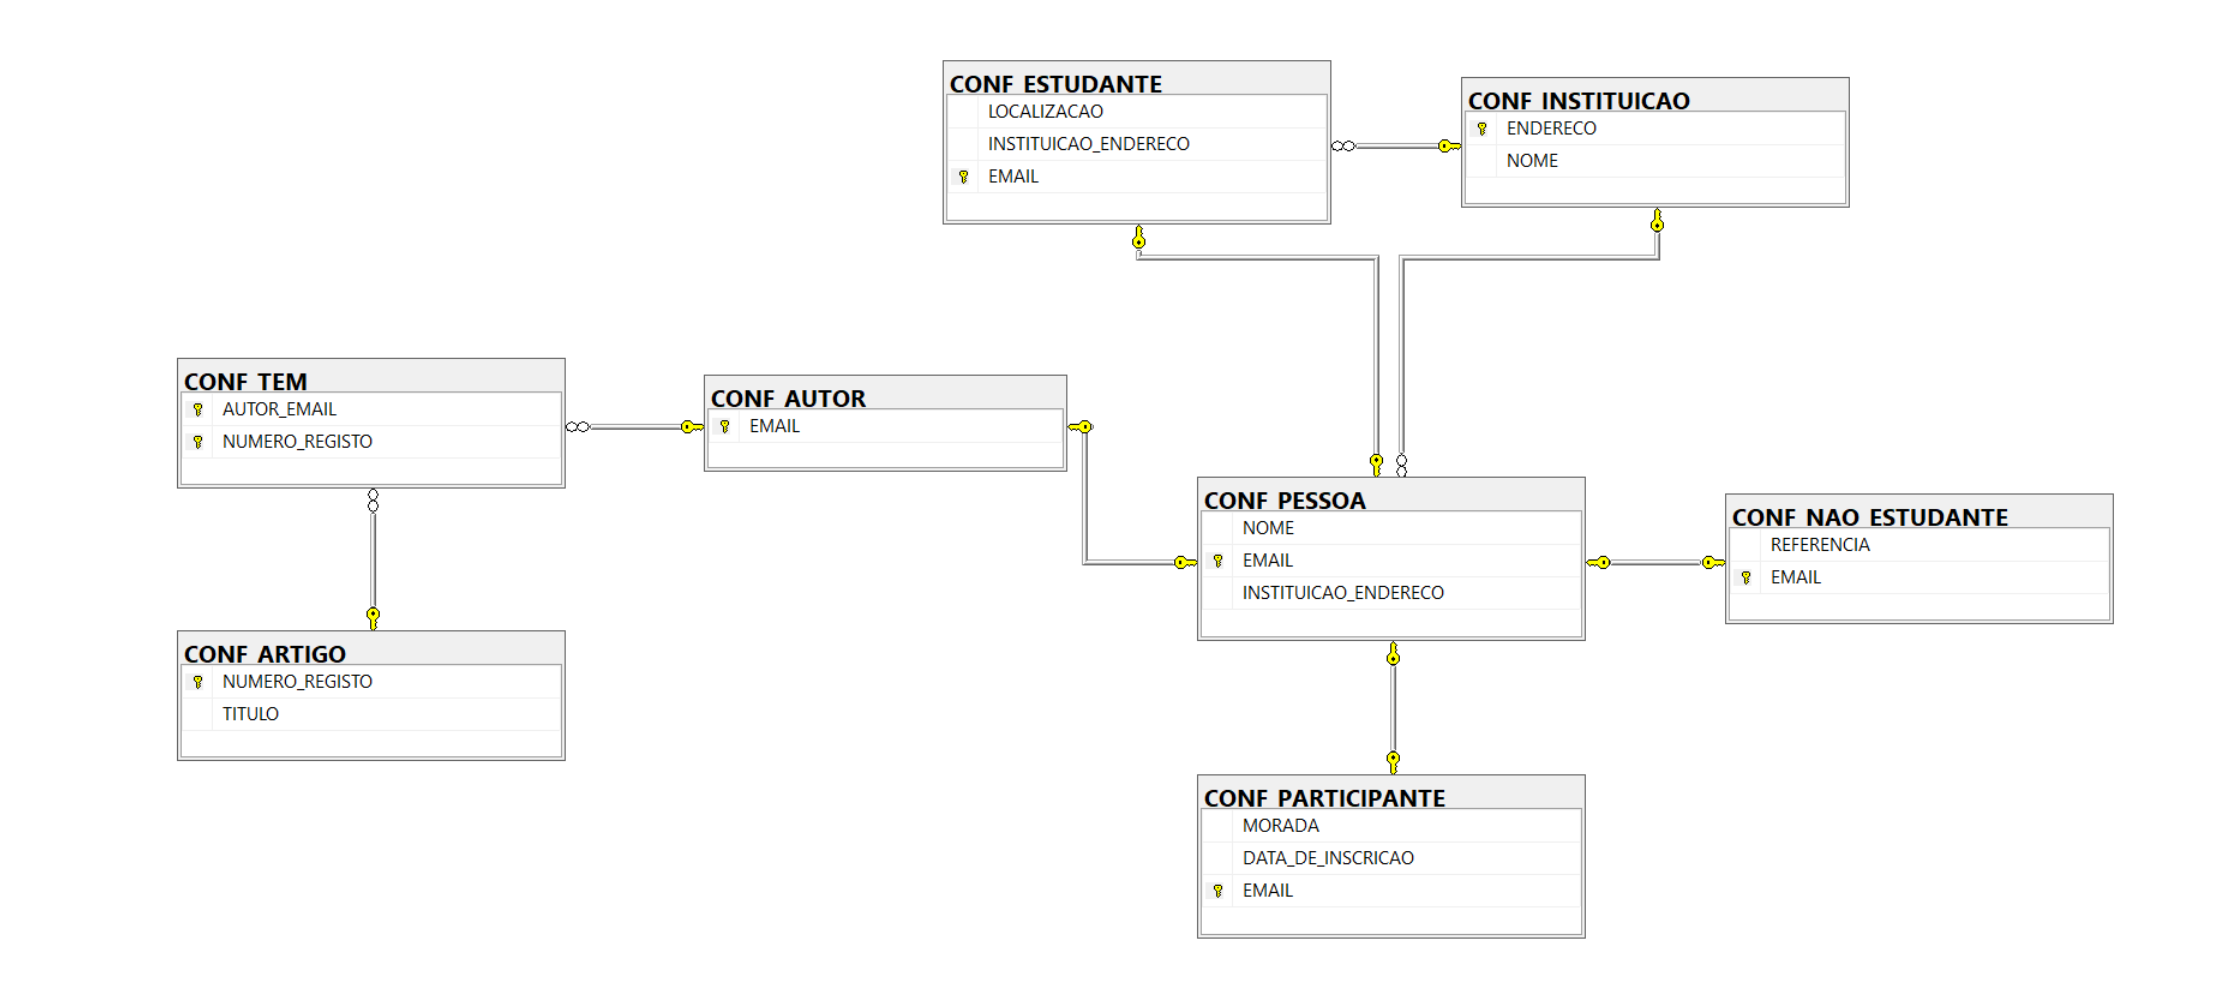 CONF_ESTUDANTE
LOCALIZACAO
INSTITUICAO_ENDERECO
EMAIL
CONF_INSTITUICAO
ENDERECO
NOME
CONF_TEM
AUTOR_EMAIL
NUMERO_REGISTO
CONF_AUTOR
EMAIL
CONF_PESSOA
NOME
EMAIL
INSTITUICAO_ENDERECO
CONF_NAO_ESTUDANTE
REFERENCIA
EMAIL
CONF_ARTIGO
NUMERO_REGISTO
TITULO
CONF_PARTICIPANTE
MORADA
DATA_DE_INSCRICAO
EMAIL